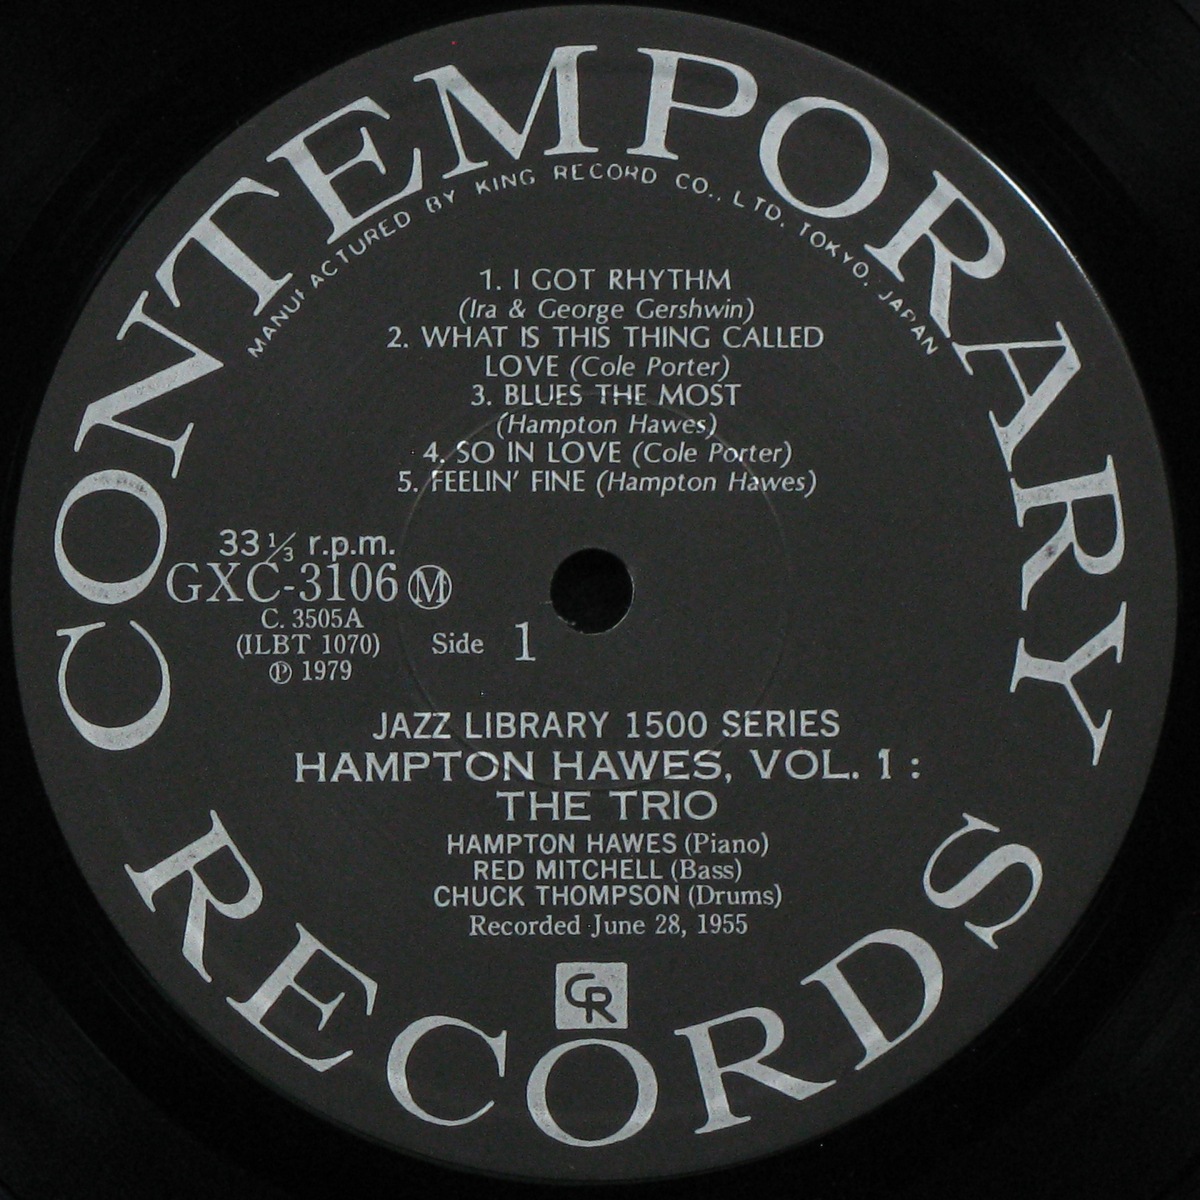 CONTEMPORARY
MANUFACTURED BY KING RECORD CO., LTD. TOKYO, JAPAN
1. I GOT RHYTHM
(Ira & George Gershwin)
2. WHAT IS THIS THING CALLED
LOVE (Cole Porter)
3. BLUES THE MOST
(Hampton Hawes)
4. SO IN LOVE (Cole Porter)
5. FEELIN' FINE (Hampton Hawes)
33⅓ r.p.m.
GXC-3106 Ⓜ
C. 3505A
(ILBT 1070)
℗ 1979
Side 1
JAZZ LIBRARY 1500 SERIES
HAMPTON HAWES, VOL. 1 :
THE TRIO
HAMPTON HAWES (Piano)
RED MITCHELL (Bass)
CHUCK THOMPSON (Drums)
Recorded June 28, 1955
CR
RECORDS